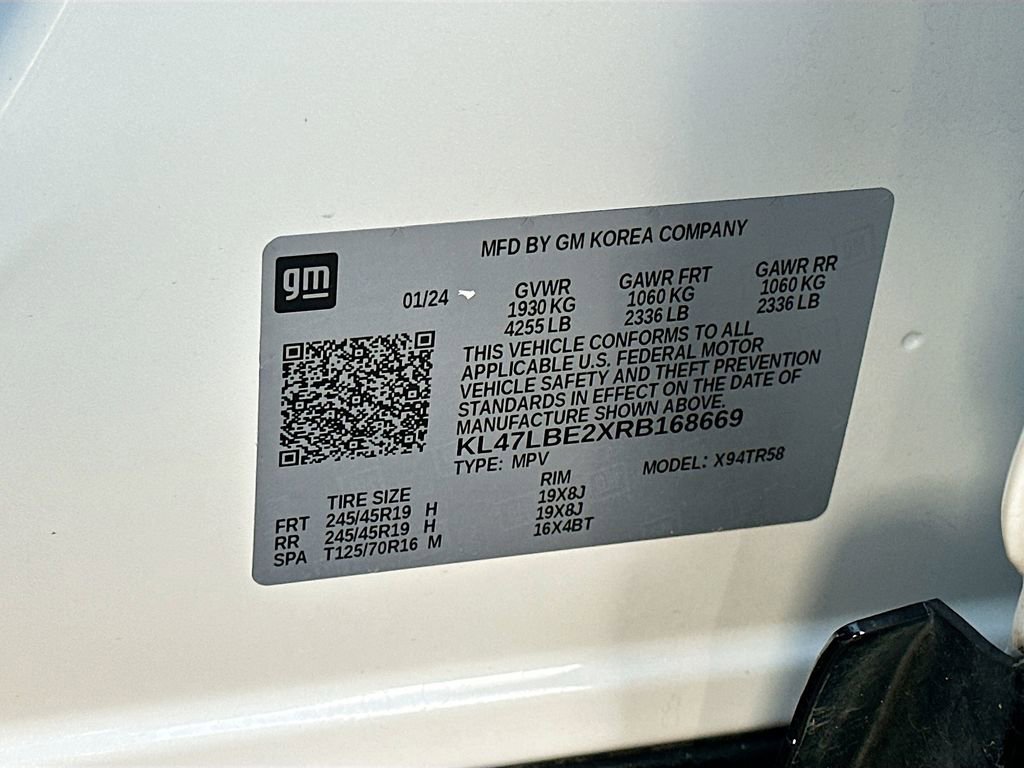 MFD BY GM KOREA COMPANY
gm
01/24
GVWR GAWR FRT GAWR RR
1930 KG 1060 KG 1060 KG
4255 LB 2336 LB 2336 LB
THIS VEHICLE CONFORMS TO ALL
APPLICABLE U.S. FEDERAL MOTOR
VEHICLE SAFETY AND THEFT PREVENTION
STANDARDS IN EFFECT ON THE DATE OF
MANUFACTURE SHOWN ABOVE.
KL47LBE2XRB168669
TYPE: MPV MODEL: X94TR58
TIRE SIZE RIM
FRT 245/45R19 H 19X8J
RR 245/45R19 H 19X8J
SPA T125/70R16 M 16X4BT